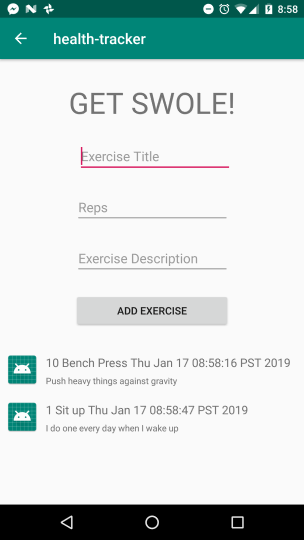 8:58
health-tracker
GET SWOLE!
Exercise Title
Reps
Exercise Description
ADD EXERCISE
10 Bench Press Thu Jan 17 08:58:16 PST 2019
Push heavy things against gravity
1 Sit up Thu Jan 17 08:58:47 PST 2019
I do one every day when I wake up